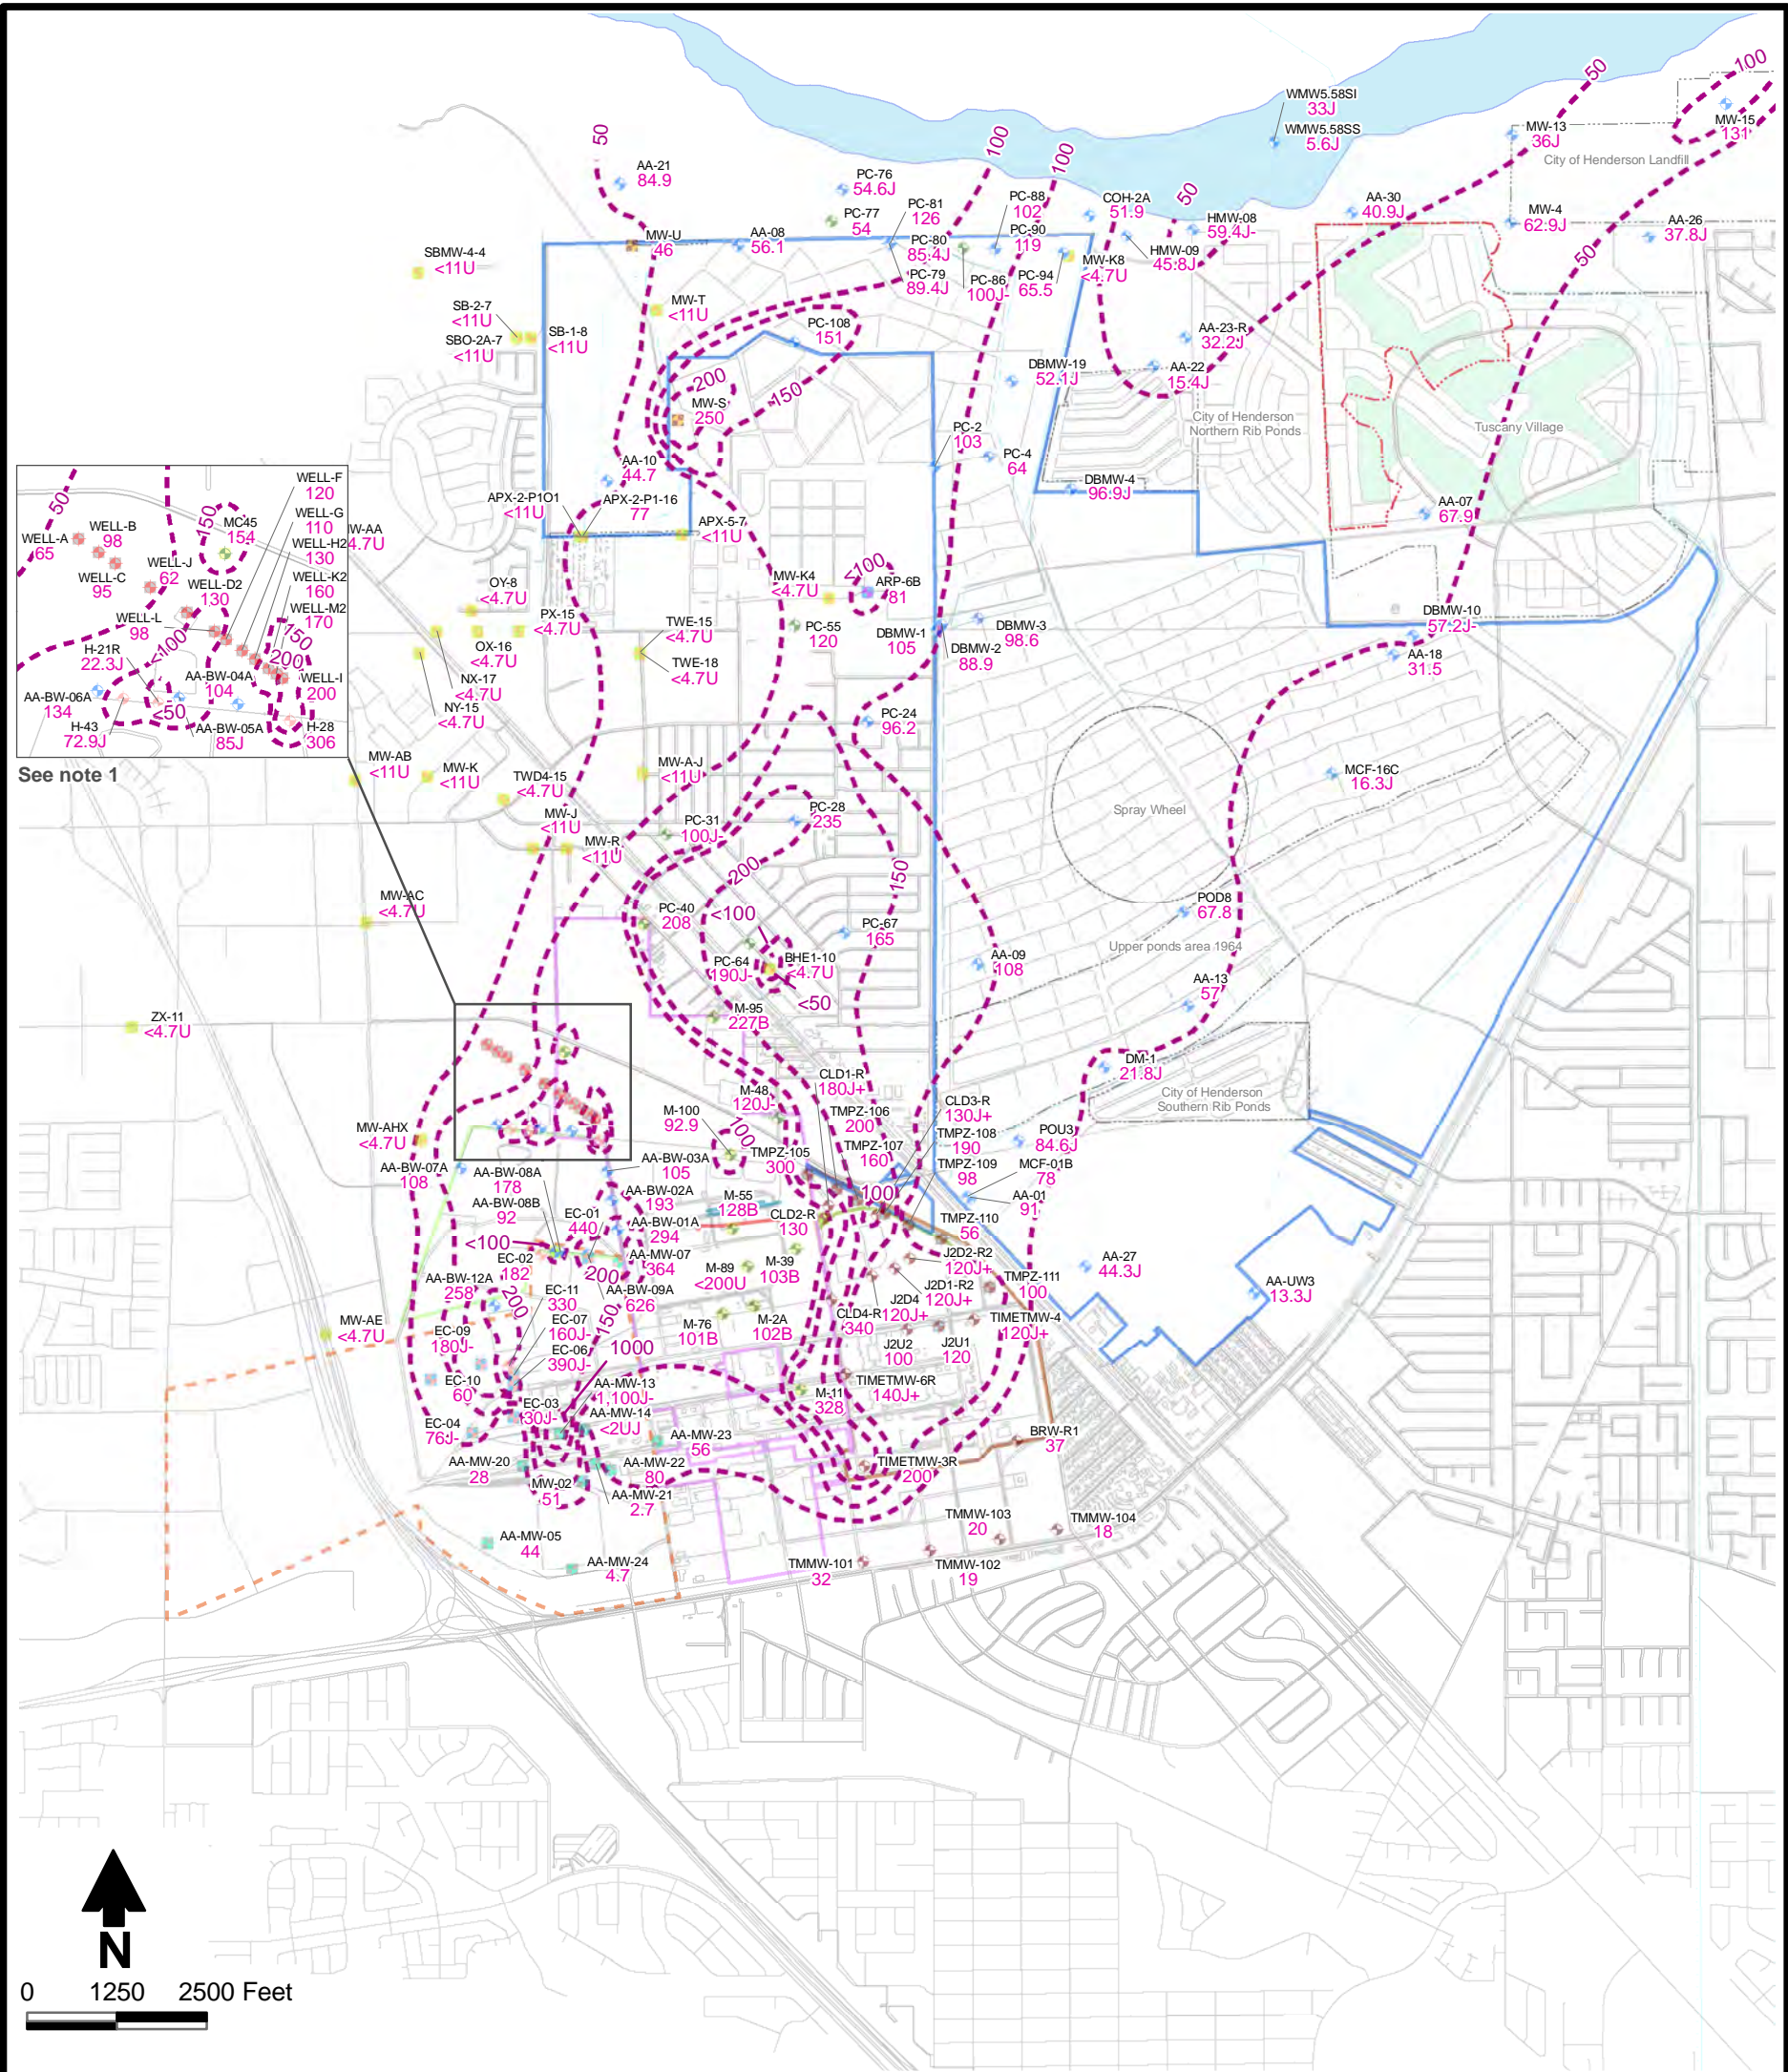 50
100
WMW5.58SI
33J
WMW5.58SS
5.6J
MW-13
36J
MW-15
131
City of Henderson Landfill
50
100
100
AA-21
84.9
PC-76
54.6J
PC-77
54
PC-81
126
PC-88
102
COH-2A
51.9
50
HMW-08
59.4J-
AA-30
40.9J
MW-4
62.9J
AA-26
37.8J
MW-U
46
AA-08
56.1
PC-80
85.4J
PC-90
119
HMW-09
45.8J
SBMW-4-4
<11U
PC-79
89.4J
PC-86
100J-
PC-94
65.5
MW-K8
<4.7U
50
SB-2-7
<11U
SB-1-8
<11U
SBO-2A-7
<11U
MW-T
<11U
PC-108
151
AA-23-R
32.2J
DBMW-19
52.1J
AA-22
15.4J
200
150
MW-S
250
City of Henderson
Northern Rib Ponds
Tuscany Village
PC-2
103
PC-4
64
AA-10
44.7
DBMW-4
96.9J
APX-2-P1O1
<11U
APX-2-P1-16
77
APX-5-7
<11U
AA-07
67.9
50
WELL-F
120
WELL-G
110
WELL-H2
130
WELL-K2
160
WELL-M2
170
WELL-A
65
WELL-B
98
WELL-C
95
150
MC45
154
WELL-J
62
WELL-D2
130
WELL-L
98
<100
150
200
H-21R
22.3J
AA-BW-04A
104
WELL-I
200
AA-BW-06A
134
<50
H-43
72.9J
AA-BW-05A
85J
H-28
306
See note 1
4.7U
OY-8
<4.7U
PX-15
<4.7U
OX-16
<4.7U
NX-17
<4.7U
NY-15
<4.7U
TWE-15
<4.7U
TWE-18
<4.7U
MW-K4
<4.7U
<100
ARP-6B
81
PC-55
120
DBMW-1
105
DBMW-3
98.6
DBMW-2
88.9
DBMW-10
57.2J-
AA-18
31.5
PC-24
96.2
MW-AB
<11U
MW-K
<11U
TWD4-15
<4.7U
MW-A-J
<11U
MCF-16C
16.3J
Spray Wheel
MW-J
<11U
MW-R
<11U
PC-31
100J-
PC-28
235
200
150
MW-AC
<4.7U
PC-40
208
<100
PC-67
165
POD8
67.8
Upper ponds area 1964
PC-64
190J-
BHE1-10
<4.7U
<50
AA-09
108
AA-13
57
ZX-11
<4.7U
M-95
227B
DM-1
21.8J
City of Henderson
Southern Rib Ponds
CLD1-R
180J+
M-48
120J-
TMPZ-106
200
CLD3-R
130J+
M-100
92.9
100
TMPZ-105
300
TMPZ-107
160
TMPZ-108
190
TMPZ-109
98
POU3
84.6J
MCF-01B
78
AA-01
91
MW-AHX
<4.7U
AA-BW-07A
108
AA-BW-08A
178
AA-BW-03A
105
AA-BW-08B
92
AA-BW-02A
193
EC-01
440
AA-BW-01A
294
M-55
128B
CLD2-R
130
100
TMPZ-110
56
<100
EC-02
182
AA-MW-07
364
M-39
103B
M-89
<200U
J2D2-R2
120J+
AA-27
44.3J
AA-UW3
13.3J
AA-BW-12A
258
200
200
EC-11
330
AA-BW-09A
626
150
J2D1-R2
120J+
TMPZ-111
100
J2D4
120J+
CLD4-R
340
MW-AE
<4.7U
EC-07
160J-
EC-09
180J-
EC-06
390J-
1000
M-76
101B
M-2A
102B
TIMETMW-4
120J+
J2U2
100
J2U1
120
EC-10
60
AA-MW-13
1,100J-
TIMETMW-6R
140J+
M-11
328
EC-03
30J-
AA-MW-14
<2UJ
EC-04
76J-
AA-MW-23
56
BRW-R1
37
AA-MW-20
28
AA-MW-22
80
TIMETMW-3R
200
MW-02
51
AA-MW-21
2.7
TMMW-103
20
TMMW-104
18
AA-MW-05
44
AA-MW-24
4.7
TMMW-101
32
TMMW-102
19
N
0 1250 2500 Feet